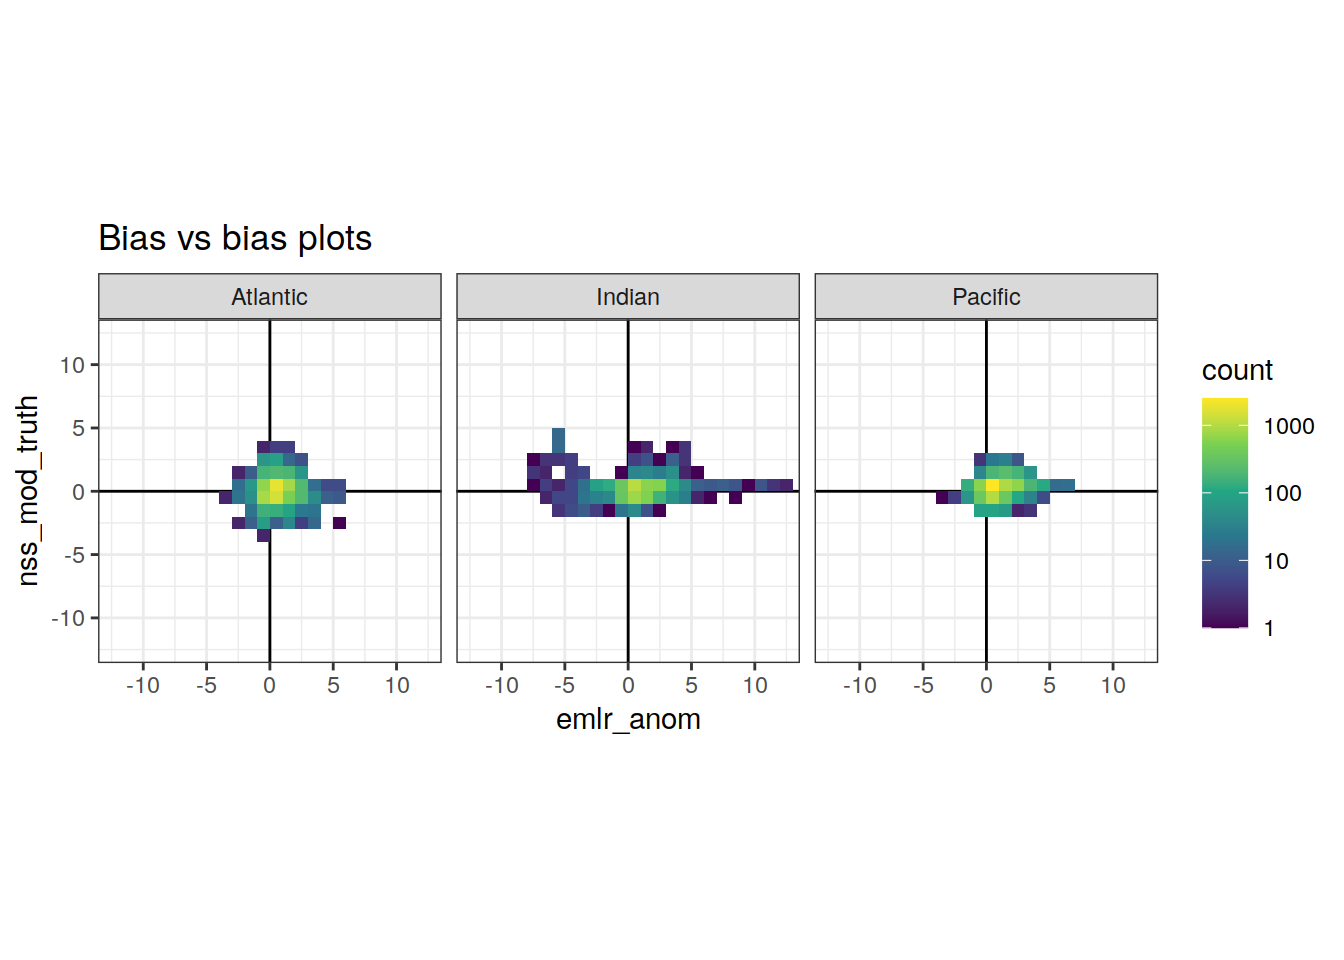 Bias vs bias plots
Atlantic Indian Pacific
nss_mod_truth
10
5
0
-5
-10
-10 -5 0 5 10 -10 -5 0 5 10 -10 -5 0 5 10
emlr_anom
count
1000
100
10
1